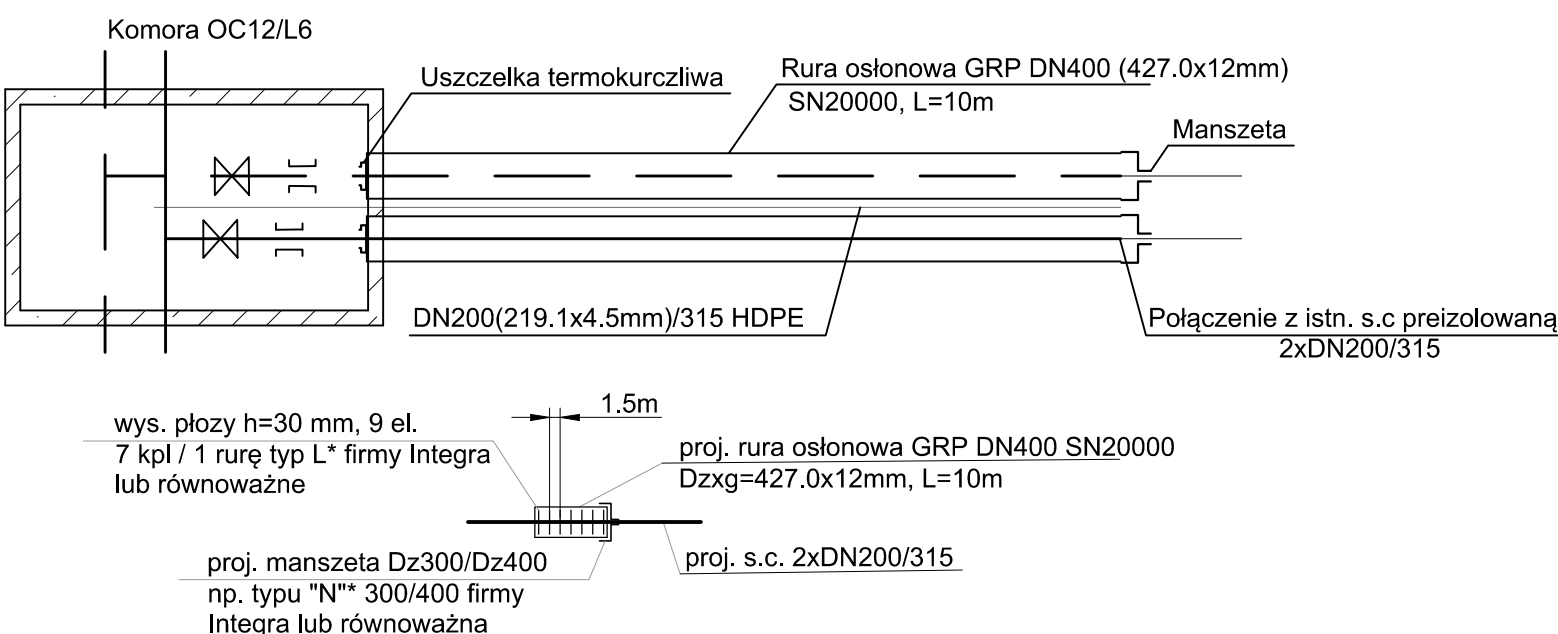 Komora OC12/L6
Uszczelka termokurczliwa
Rura osłonowa GRP DN400 (427.0x12mm)
SN20000, L=10m
Manszeta
DN200(219.1x4.5mm)/315 HDPE
Połączenie z istn. s.c preizolowaną
2xDN200/315
wys. płozy h=30 mm, 9 el.
7 kpl / 1 rurę typ L* firmy Integra
lub równoważne
1.5m
proj. rura osłonowa GRP DN400 SN20000
Dzxg=427.0x12mm, L=10m
proj. manszeta Dz300/Dz400
np. typu "N"* 300/400 firmy
Integra lub równoważna
proj. s.c. 2xDN200/315